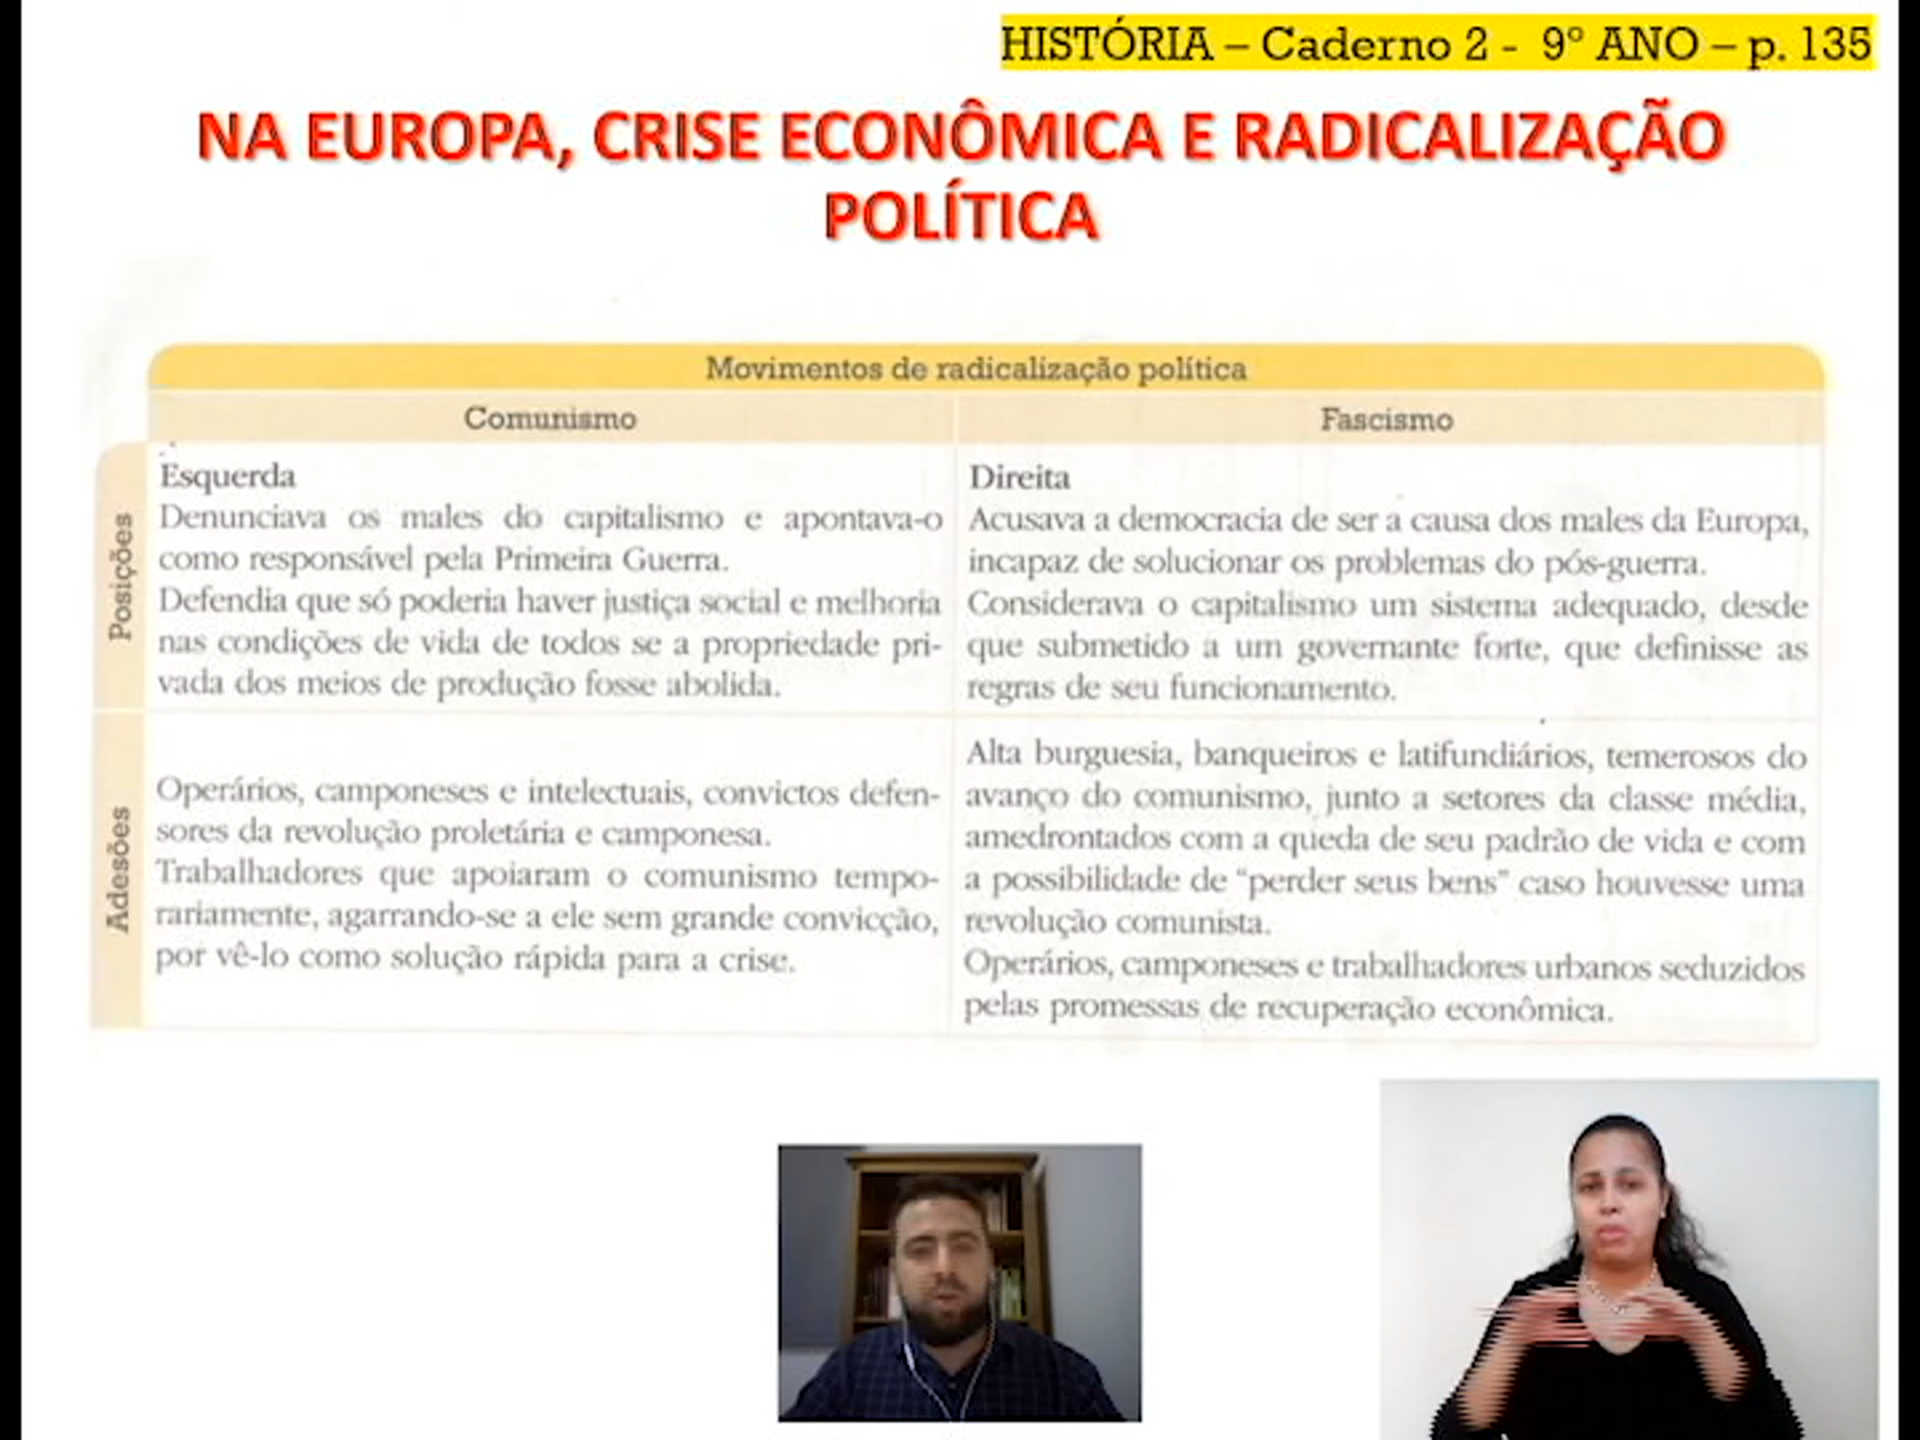 HISTÓRIA – Caderno 2 - 9º ANO – p. 135
NA EUROPA, CRISE ECONÔMICA E RADICALIZAÇÃO
POLÍTICA
Movimentos de radicalização política
Comunismo
Fascismo
Posições
Esquerda
Denunciava os males do capitalismo e apontava-o
como responsável pela Primeira Guerra.
Defendia que só poderia haver justiça social e melhoria
nas condições de vida de todos se a propriedade pri-
vada dos meios de produção fosse abolida.
Direita
Acusava a democracia de ser a causa dos males da Europa,
incapaz de solucionar os problemas do pós-guerra.
Considerava o capitalismo um sistema adequado, desde
que submetido a um governante forte, que definisse as
regras de seu funcionamento.
Adesões
Operários, camponeses e intelectuais, convictos defen-
sores da revolução proletária e camponesa.
Trabalhadores que apoiaram o comunismo tempo-
rariamente, agarrando-se a ele sem grande convicção,
por vê-lo como solução rápida para a crise.
Alta burguesia, banqueiros e latifundiários, temerosos do
avanço do comunismo, junto a setores da classe média,
amedrontados com a queda de seu padrão de vida e com
a possibilidade de “perder seus bens” caso houvesse uma
revolução comunista.
Operários, camponeses e trabalhadores urbanos seduzidos
pelas promessas de recuperação econômica.